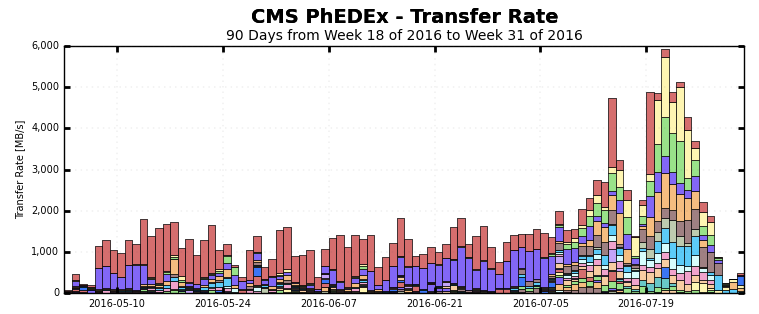 CMS PhEDEx - Transfer Rate
90 Days from Week 18 of 2016 to Week 31 of 2016
Transfer Rate [MB/s]
6,000
5,000
4,000
3,000
2,000
1,000
0
2016-05-10 2016-05-24 2016-06-07 2016-06-21 2016-07-05 2016-07-19